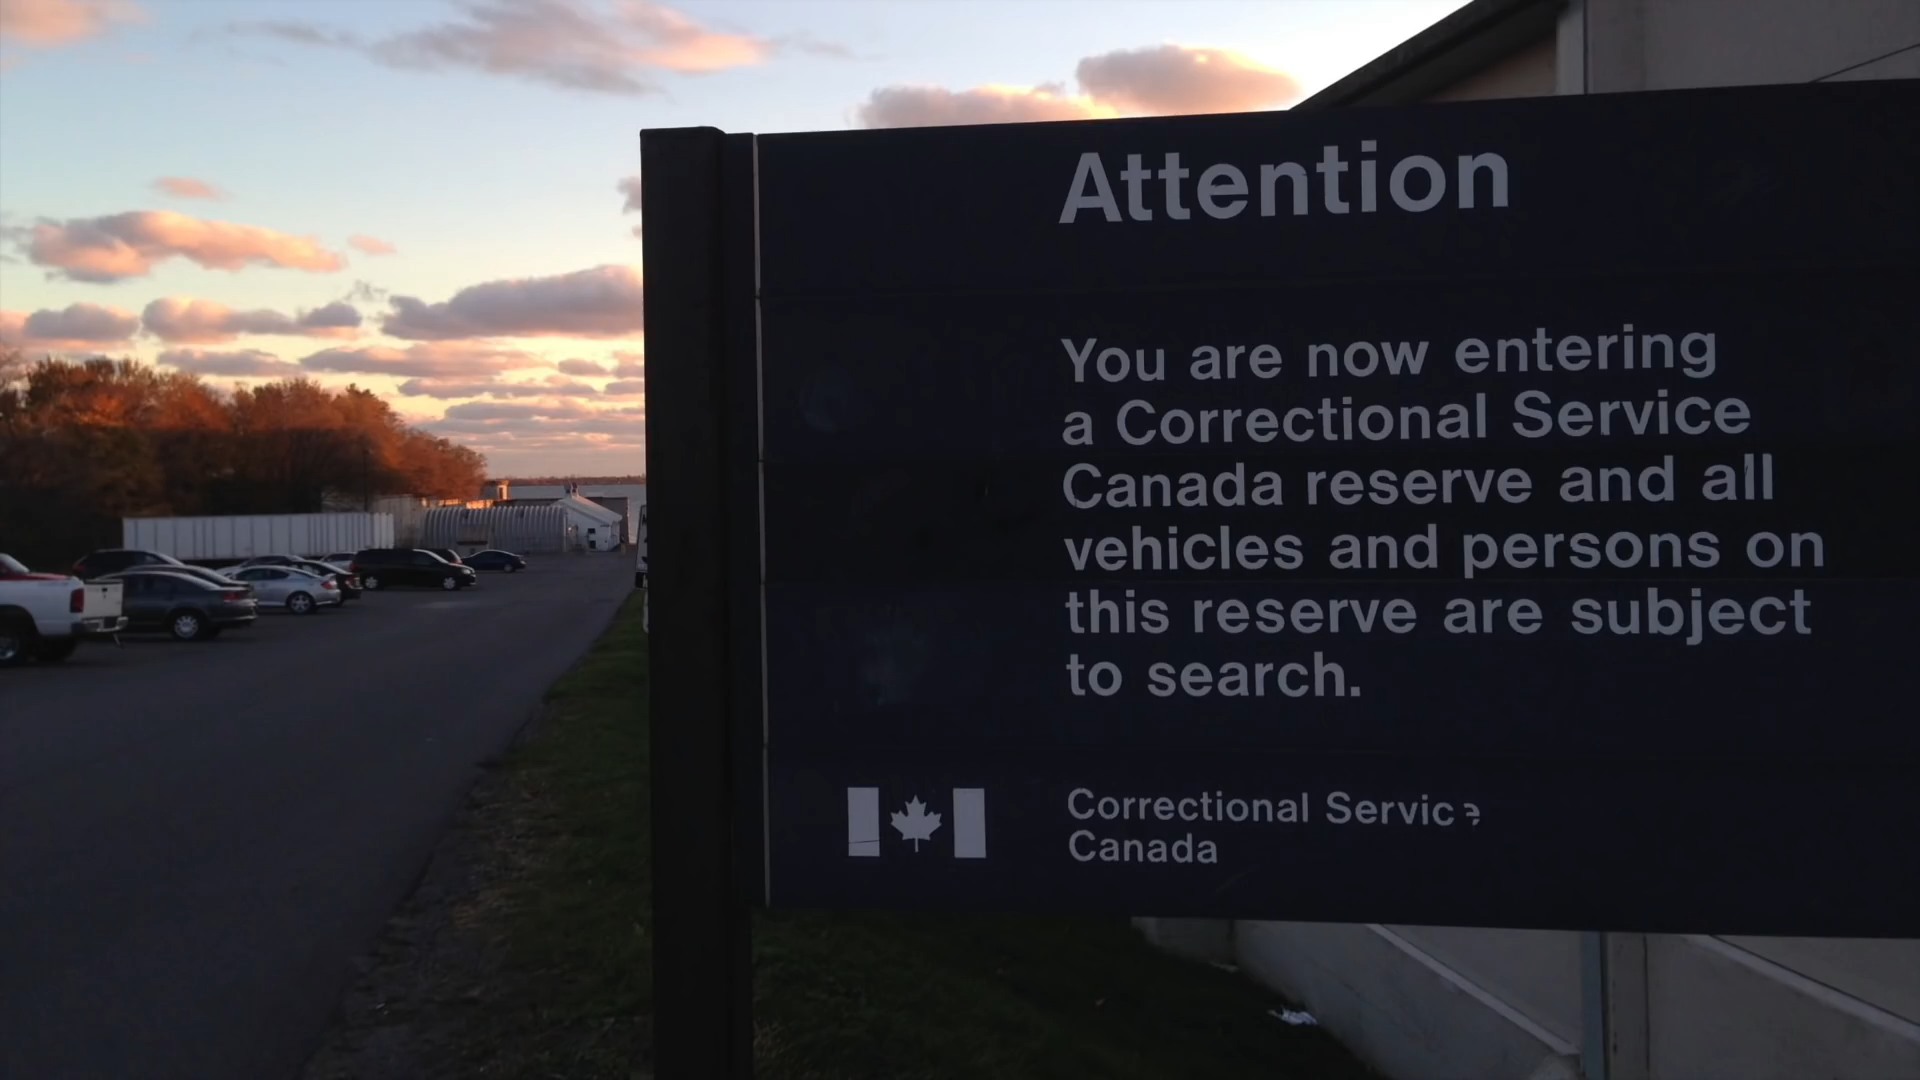 Attention
You are now entering
a Correctional Service
Canada reserve and all
vehicles and persons on
this reserve are subject
to search.
Correctional Service
Canada